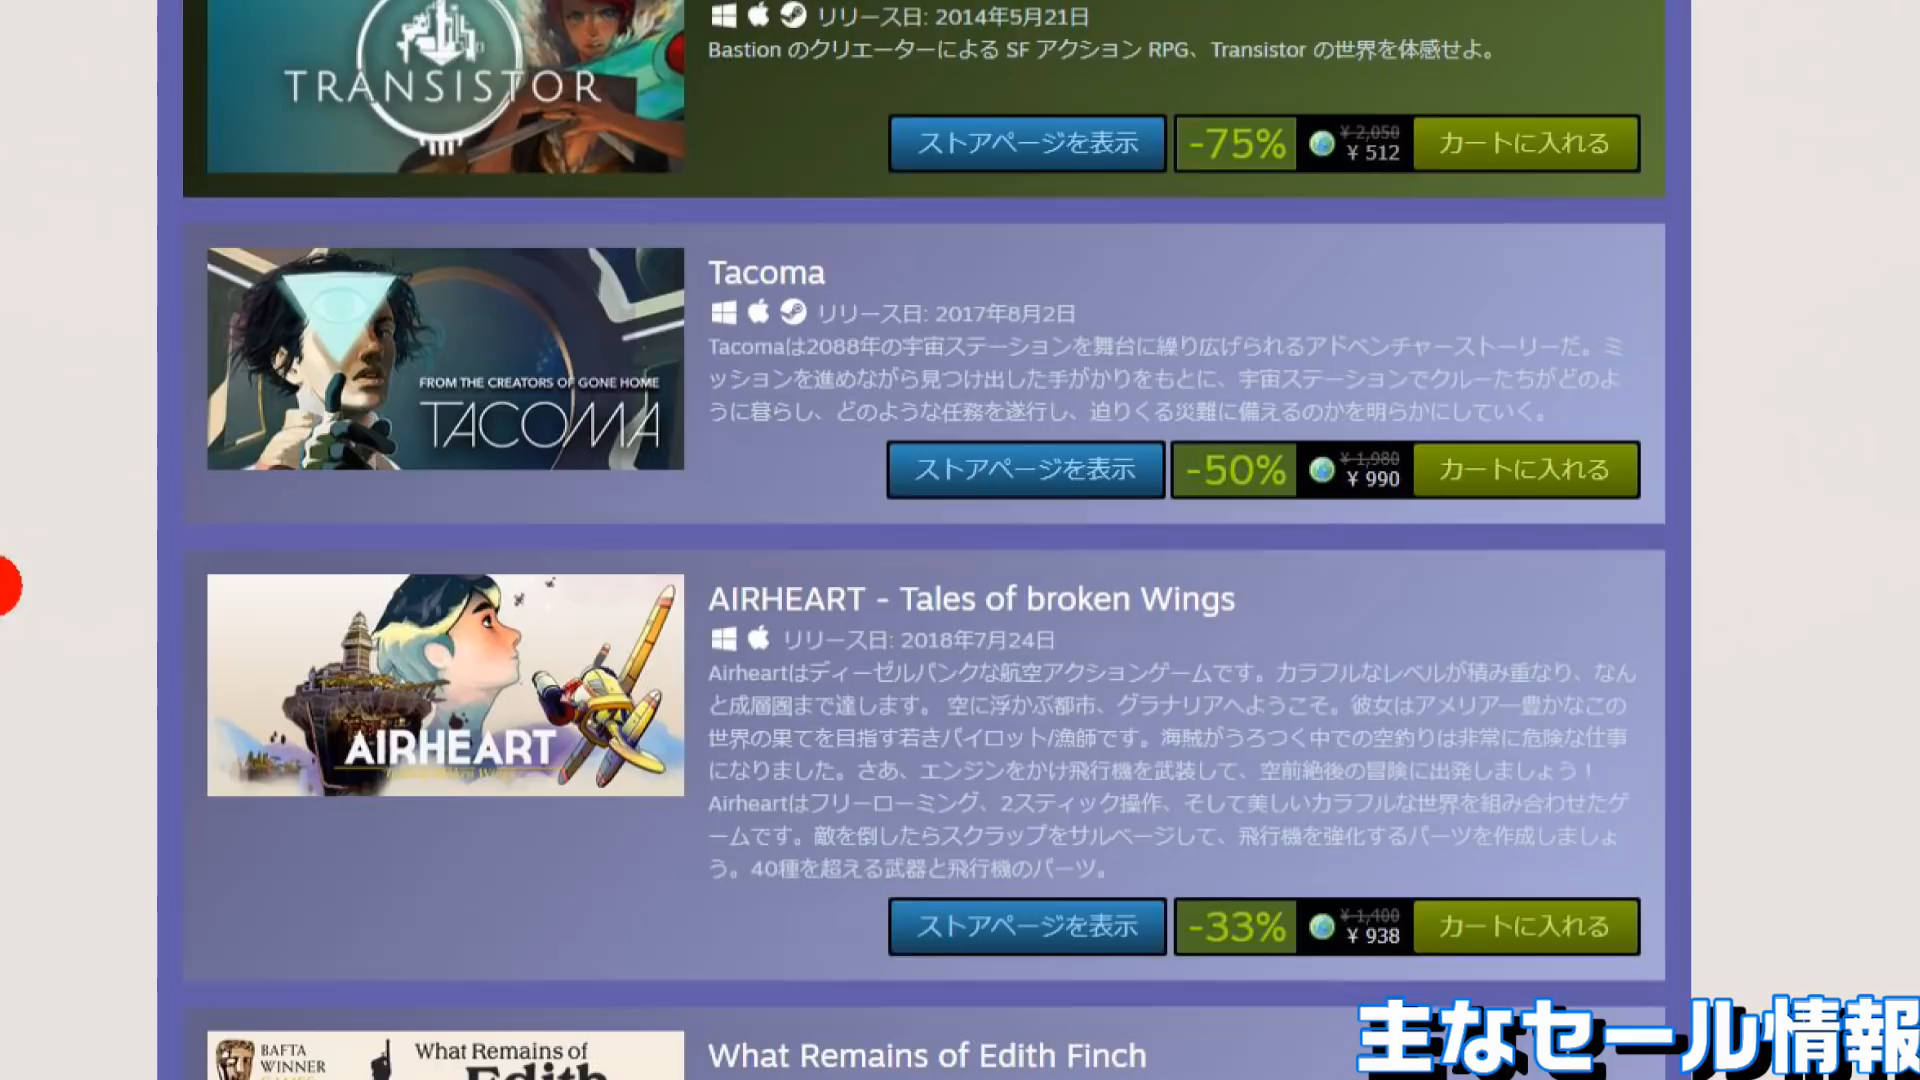 TRANSISTOR
リリース日: 2014年5月21日
Bastion のクリエーターによる SF アクション RPG、Transistor の世界を体感せよ。
ストアページを表示
-75%
¥ 2,050
¥ 512
カートに入れる
FROM THE CREATORS OF GONE HOME
TACOMA
Tacoma
リリース日: 2017年8月2日
Tacomaは2088年の宇宙ステーションを舞台に繰り広げられるアドベンチャーストーリーだ。ミ
ッションを進めながら見つけ出した手がかりをもとに、宇宙ステーションでクルーたちがどのよ
うに暮らし、どのような任務を遂行し、迫りくる災難に備えるのかを明らかにしていく。
ストアページを表示
-50%
¥ 1,980
¥ 990
カートに入れる
AIRHEART
AIRHEART - Tales of broken Wings
リリース日: 2018年7月24日
Airheartはディーゼルパンクな航空アクションゲームです。カラフルなレベルが積み重なり、なん
と成層圏まで達します。 空に浮かぶ都市、グラナリアへようこそ。彼女はアメリア—豊かなこの
世界の果てを目指す若きパイロット/漁師です。海賊がうろつく中での空釣りは非常に危険な仕事
になりました。さあ、エンジンをかけ飛行機を武装して、空前絶後の冒険に出発しましょう！
Airheartはフリーローミング、2スティック操作、そして美しいカラフルな世界を組み合わせたゲ
ームです。敵を倒したらスクラップをサルベージして、飛行機を強化するパーツを作成しましょ
う。40種を超える武器と飛行機のパーツ。
ストアページを表示
-33%
¥ 1,400
¥ 938
カートに入れる
BAFTA
WINNER
GAMES
What Remains of
Edith
What Remains of Edith Finch
主なセール情報